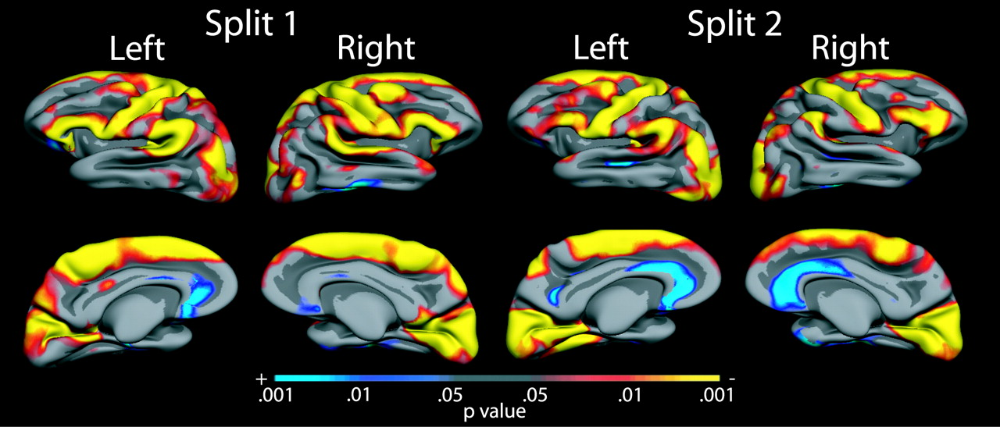 Split 1 Split 2
Left Right Left Right
+ -
.001 .01 .05 .05 .01 .001
p value